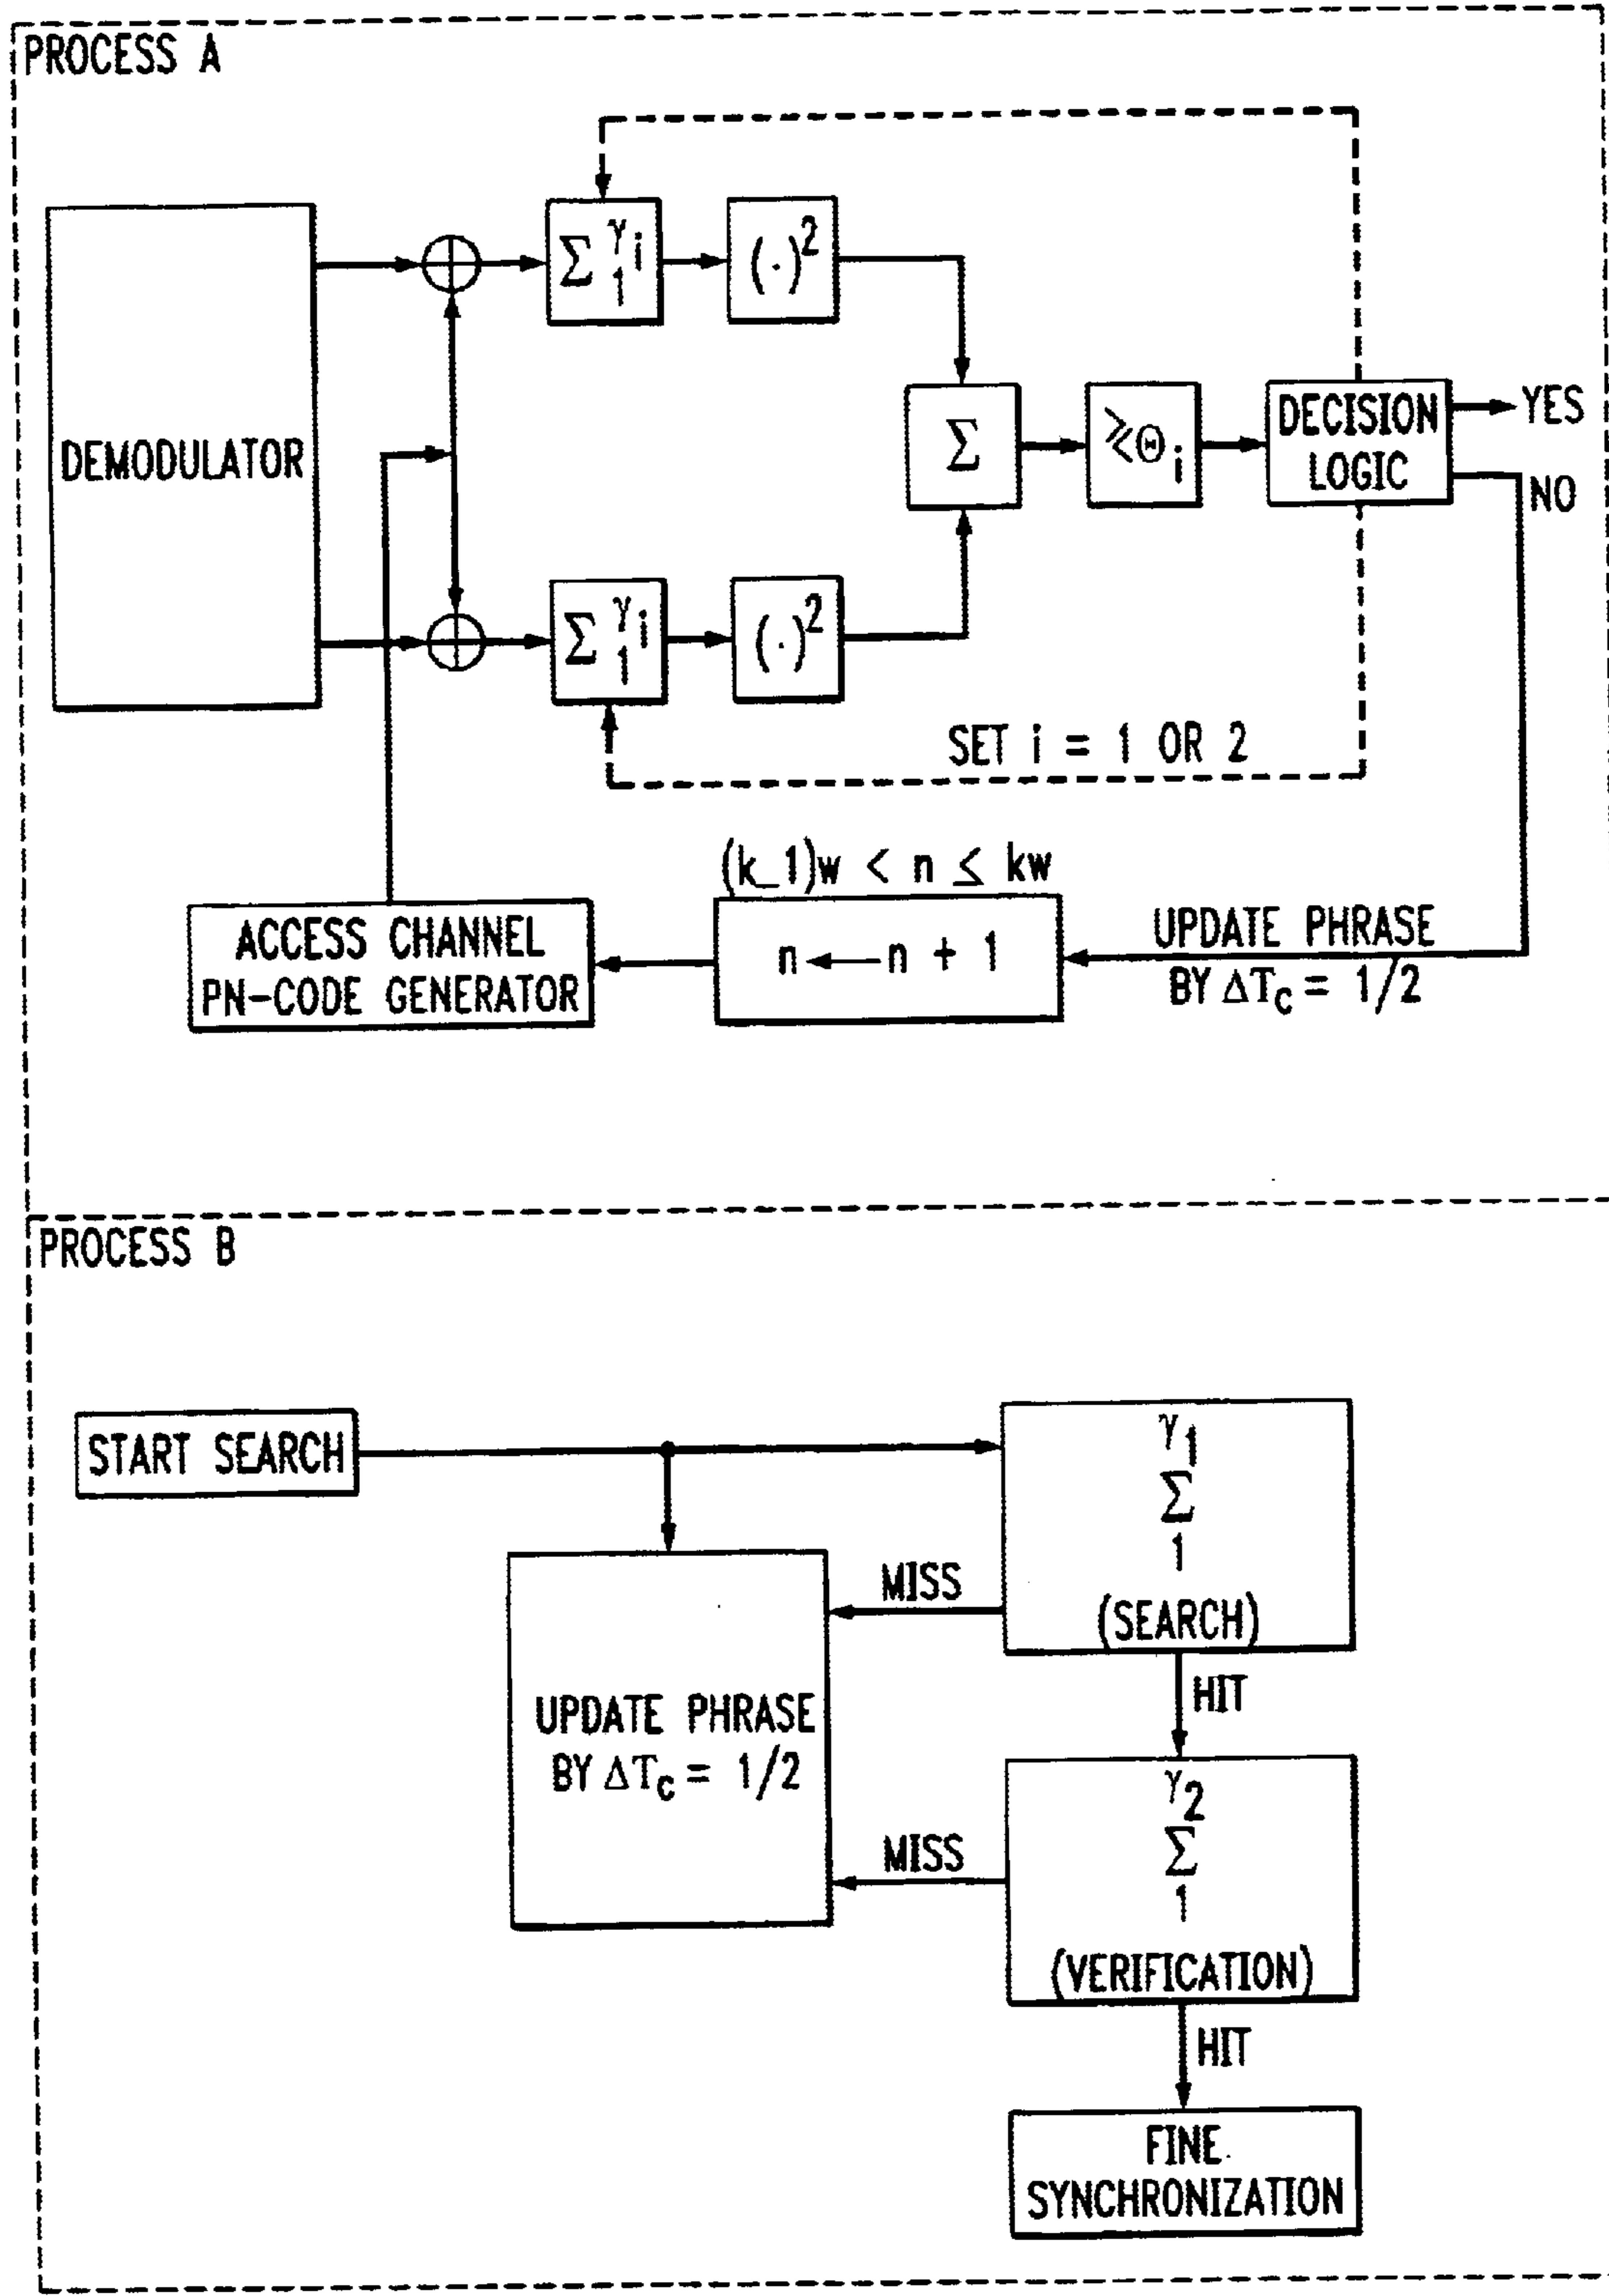 PROCESS A
DEMODULATOR
Σ γi 1
(·)²
Σ γi 1
(·)²
Σ
≷Θi
DECISION
LOGIC
YES
NO
SET i = 1 OR 2
(k_1)w < n ≤ kw
n ← n + 1
ACCESS CHANNEL
PN-CODE GENERATOR
UPDATE PHRASE
BY ΔTc = 1/2
PROCESS B
START SEARCH
γ1
Σ
1
(SEARCH)
MISS
HIT
UPDATE PHRASE
BY ΔTc = 1/2
γ2
Σ
1
(VERIFICATION)
MISS
HIT
FINE
SYNCHRONIZATION